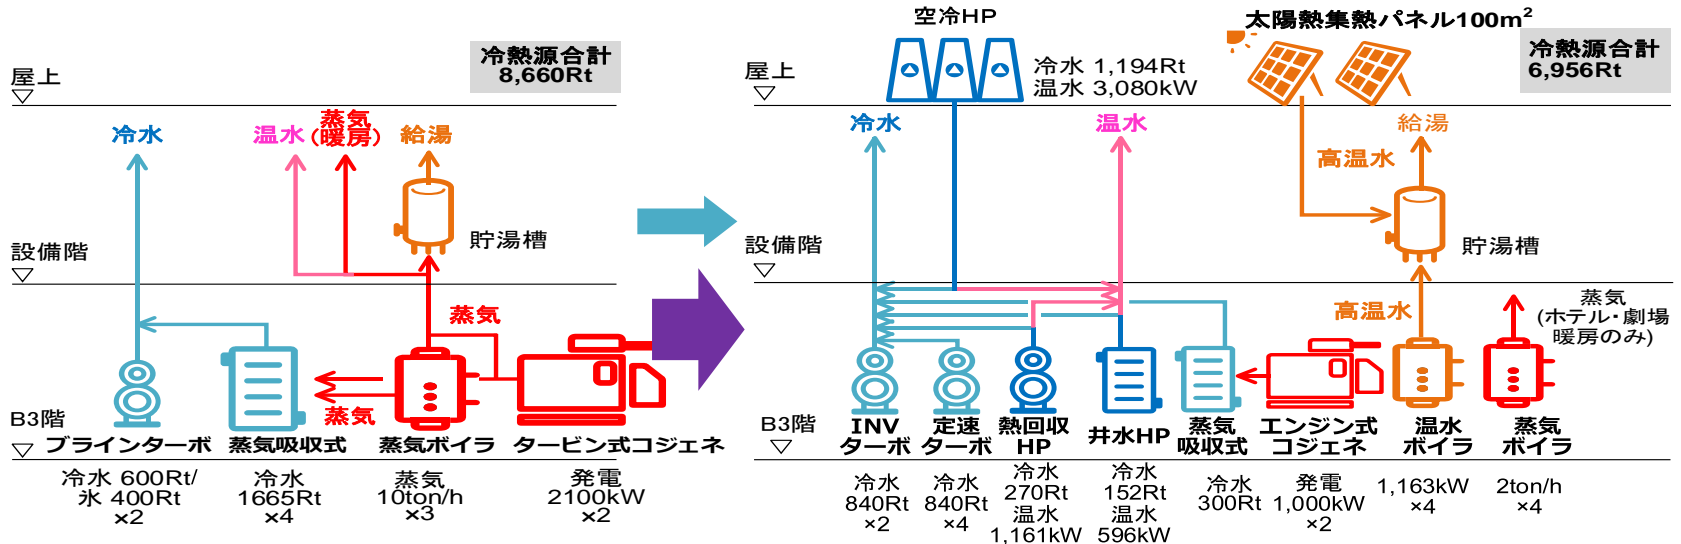 冷熱源合計
8,660Rt
屋上
冷水
温水
蒸気
(暖房)
給湯
貯湯槽
設備階
蒸気
蒸気
B3階
ブラインターボ
蒸気吸収式
蒸気ボイラ
タービン式コジェネ
冷水 600Rt/
氷 400Rt
×2
冷水
1665Rt
×4
蒸気
10ton/h
×3
発電
2100kW
×2
空冷HP
太陽熱集熱パネル100m²
冷熱源合計
6,956Rt
屋上
冷水 1,194Rt
温水 3,080kW
冷水
温水
給湯
高温水
貯湯槽
設備階
高温水
蒸気
(ホテル・劇場
暖房のみ)
B3階
INV
ターボ
定速
ターボ
熱回収
HP
井水HP
蒸気
吸収式
エンジン式
コジェネ
温水
ボイラ
蒸気
ボイラ
冷水
840Rt
×2
冷水
840Rt
×4
冷水
270Rt
温水
1,161kW
冷水
152Rt
温水
596kW
冷水
300Rt
発電
1,000kW
×2
1,163kW
×4
2ton/h
×4